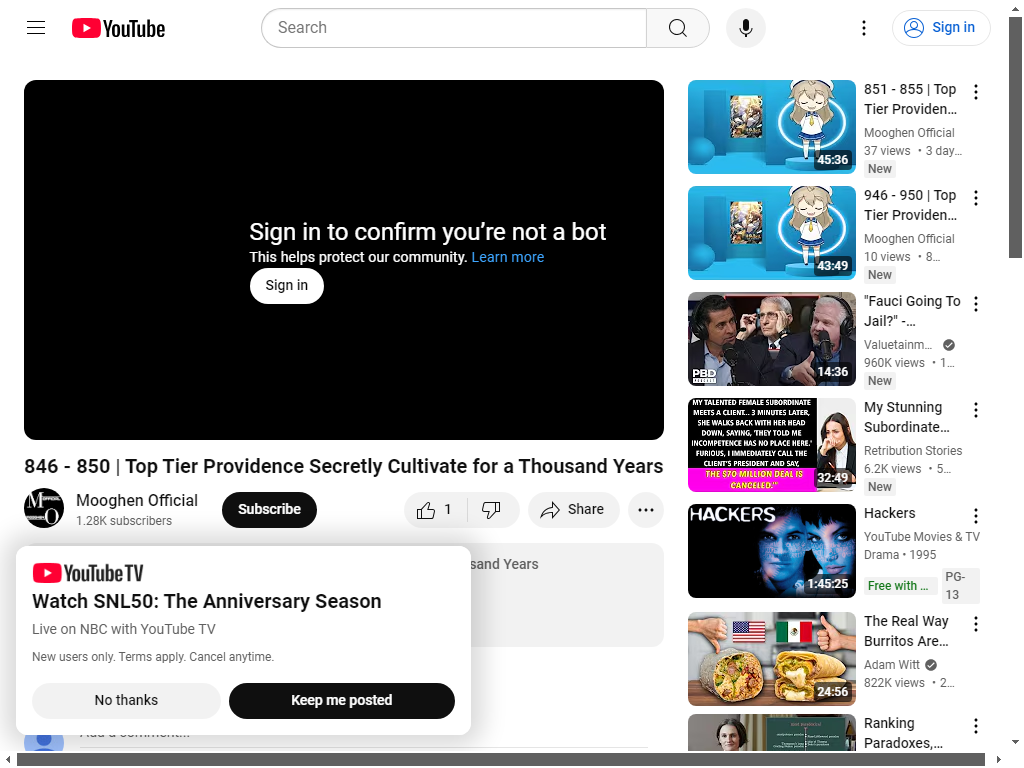 YouTube
Search
Sign in
Sign in to confirm you’re not a bot
This helps protect our community. Learn more
Sign in
846 - 850 | Top Tier Providence Secretly Cultivate for a Thousand Years
Mooghen Official
1.28K subscribers
Subscribe
1
Share
sand Years
YouTube TV
Watch SNL50: The Anniversary Season
Live on NBC with YouTube TV
New users only. Terms apply. Cancel anytime.
No thanks
Keep me posted
Add a comment...
45:36
851 - 855 | Top
Tier Providen…
Mooghen Official
37 views • 3 day…
New
43:49
946 - 950 | Top
Tier Providen…
Mooghen Official
10 views • 8…
New
PBD
PODCAST
14:36
"Fauci Going To
Jail?" -…
Valuetainm…
960K views • 1…
New
MY TALENTED FEMALE SUBORDINATE
MEETS A CLIENT... 3 MINUTES LATER,
SHE WALKS BACK WITH HER HEAD
DOWN, SAYING, 'THEY TOLD ME
INCOMPETENCE HAS NO PLACE HERE.'
FURIOUS, I IMMEDIATELY CALL THE
CLIENT'S PRESIDENT AND SAY,
"THE $70 MILLION DEAL IS
CANCELED."
32:49
My Stunning
Subordinate…
Retribution Stories
6.2K views • 5…
New
HACKERS
1:45:25
Hackers
YouTube Movies & TV
Drama • 1995
Free with …
PG-
13
24:56
The Real Way
Burritos Are…
Adam Witt
822K views • 2…
Ranking
Paradoxes,…